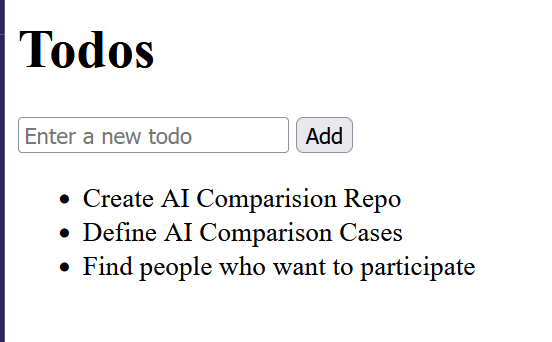 Todos
Enter a new todo Add
Create AI Comparision Repo
Define AI Comparison Cases
Find people who want to participate